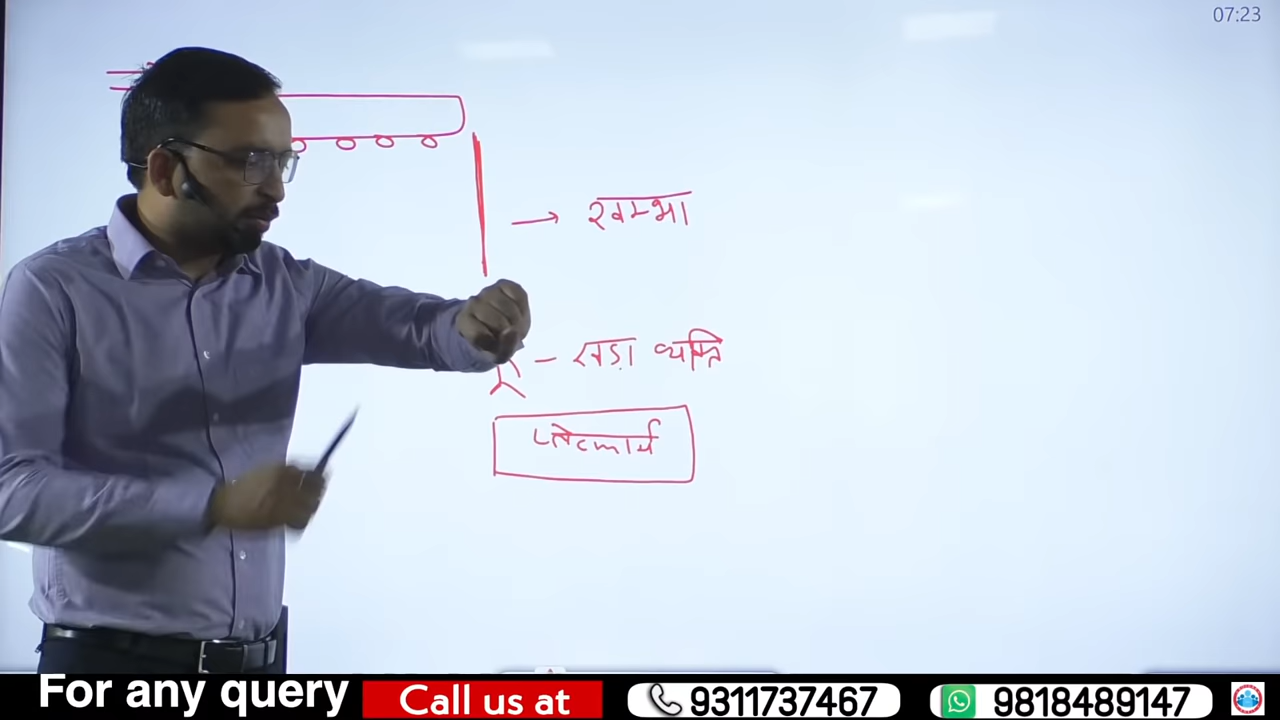 07:23
→ खम्भा
– खड़ा व्यक्ति
प्लेटफार्म
For any query Call us at 9311737467 9818489147